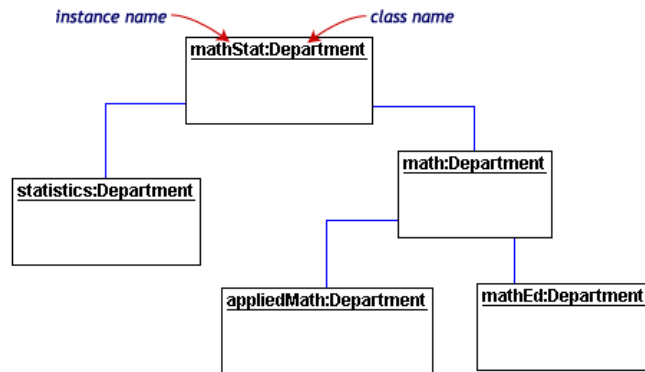 instance name
class name
mathStat:Department
math:Department
statistics:Department
appliedMath:Department
mathEd:Department